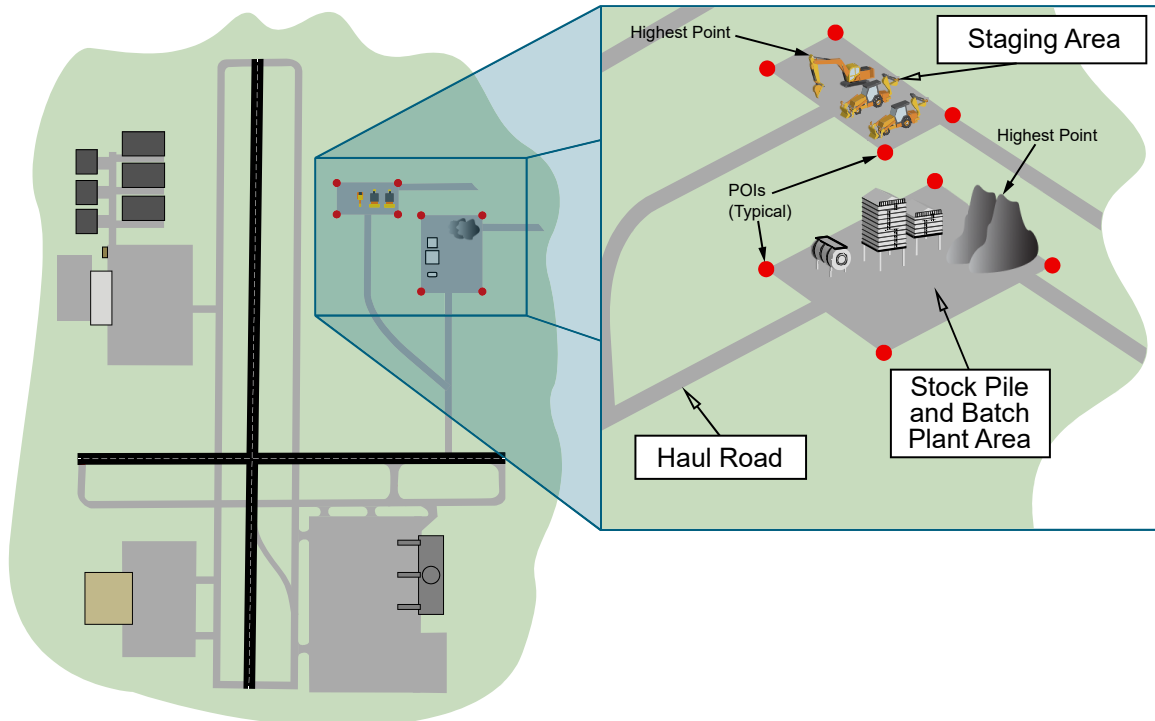 Highest Point
Staging Area
Highest Point
POIs
(Typical)
Stock Pile
and Batch
Plant Area
Haul Road